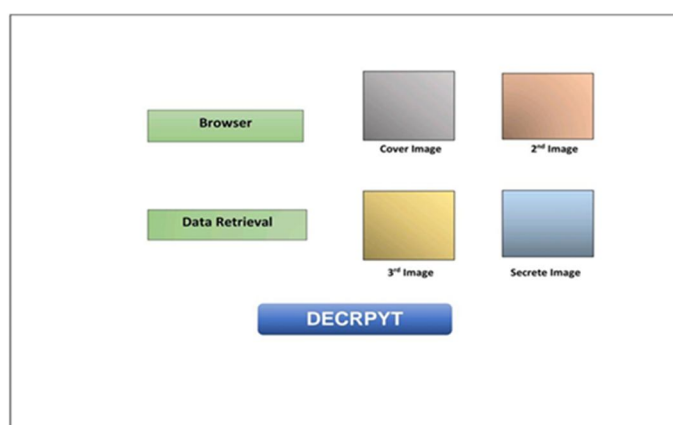 Browser
Cover Image
2nd Image
Data Retrieval
3rd Image
Secrete Image
DECRPYT